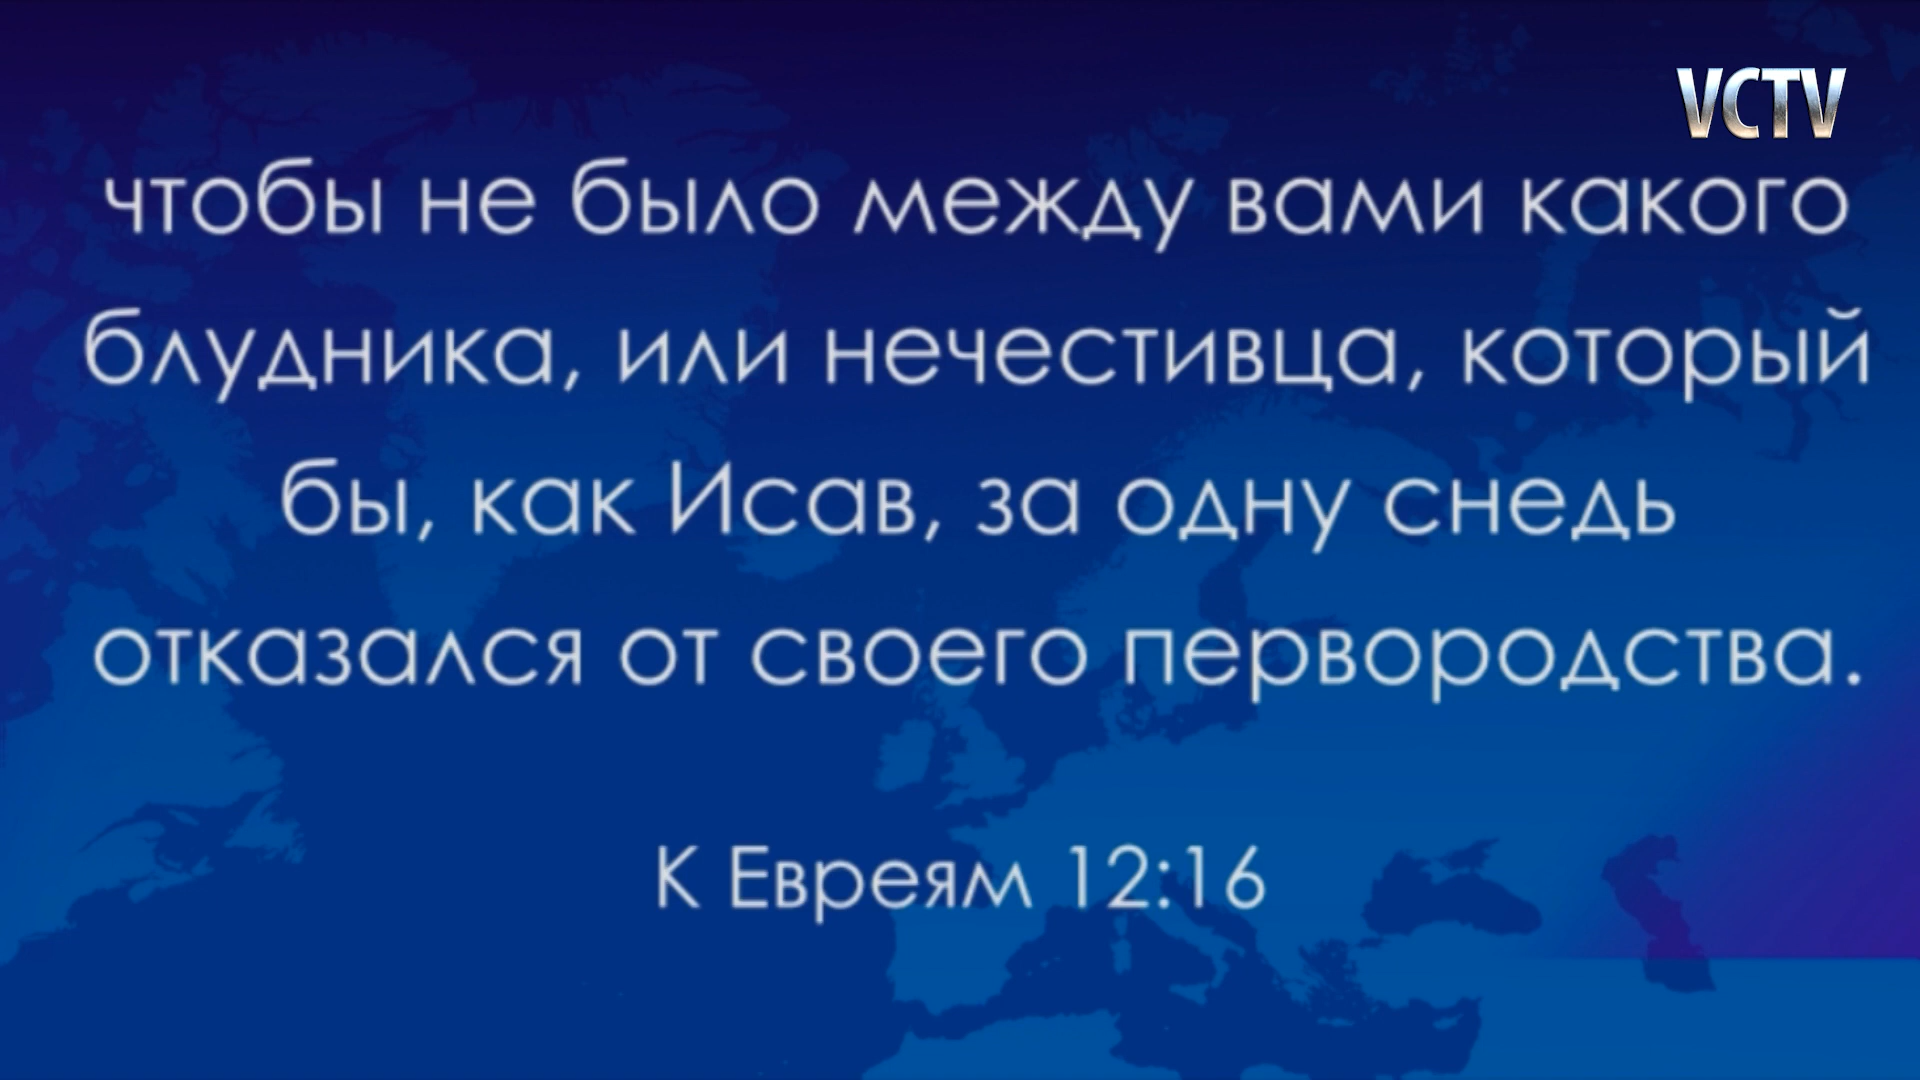 VCTV
чтобы не было между вами какого
блудника, или нечестивца, который
бы, как Исав, за одну снедь
отказался от своего первородства.
К Евреям 12:16